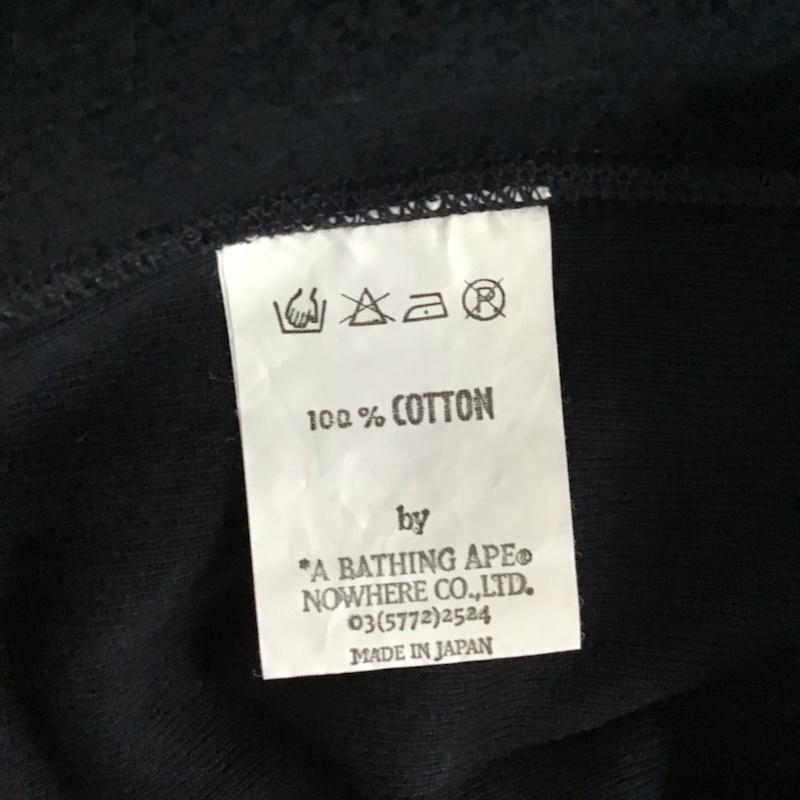 P
100% COTTON
by
*A BATHING APE®
NOWHERE CO.,LTD.
03(5772)2524
MADE IN JAPAN